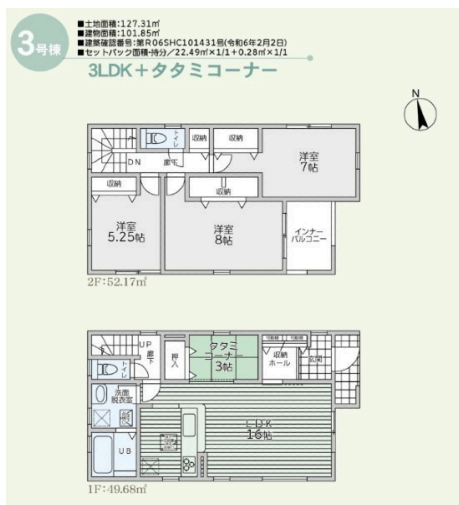 3号棟
■土地面積:127.31㎡
■建物面積:101.85㎡
■建築確認番号:第R06SHC101431号(令和6年2月2日)
■セットバック面積・持分/22.49㎡×1/1+0.28㎡×1/1
3LDK+タタミコーナー
N
トイレ
収納
収納
洋室
7帖
DN
廊下
収納
収納
洋室
5.25帖
洋室
8帖
インナー
バルコニー
2F:52.17㎡
UP
廊下
押入
タタミ
コーナー
3帖
収納
ホール
玄関
トイレ
洗面
脱衣室
LDK
16帖
UB
1F:49.68㎡